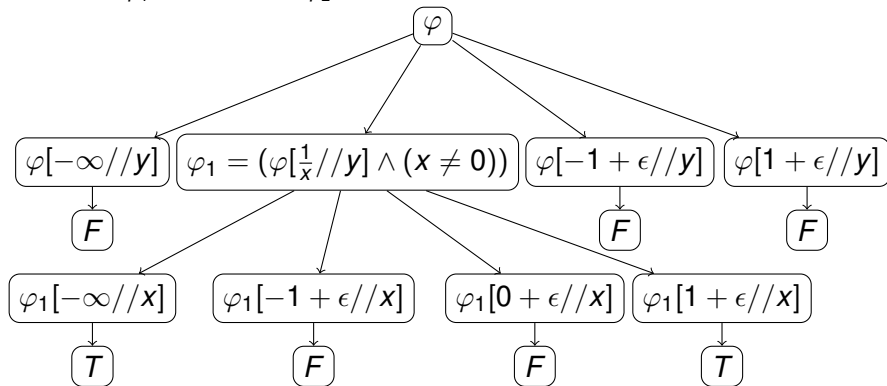 φ
φ[−∞//y] φ₁ = (φ[1/x//y] ∧ (x ≠ 0)) φ[−1 + ϵ//y] φ[1 + ϵ//y]
F F F
φ₁[−∞//x] φ₁[−1 + ϵ//x] φ₁[0 + ϵ//x] φ₁[1 + ϵ//x]
T F F T